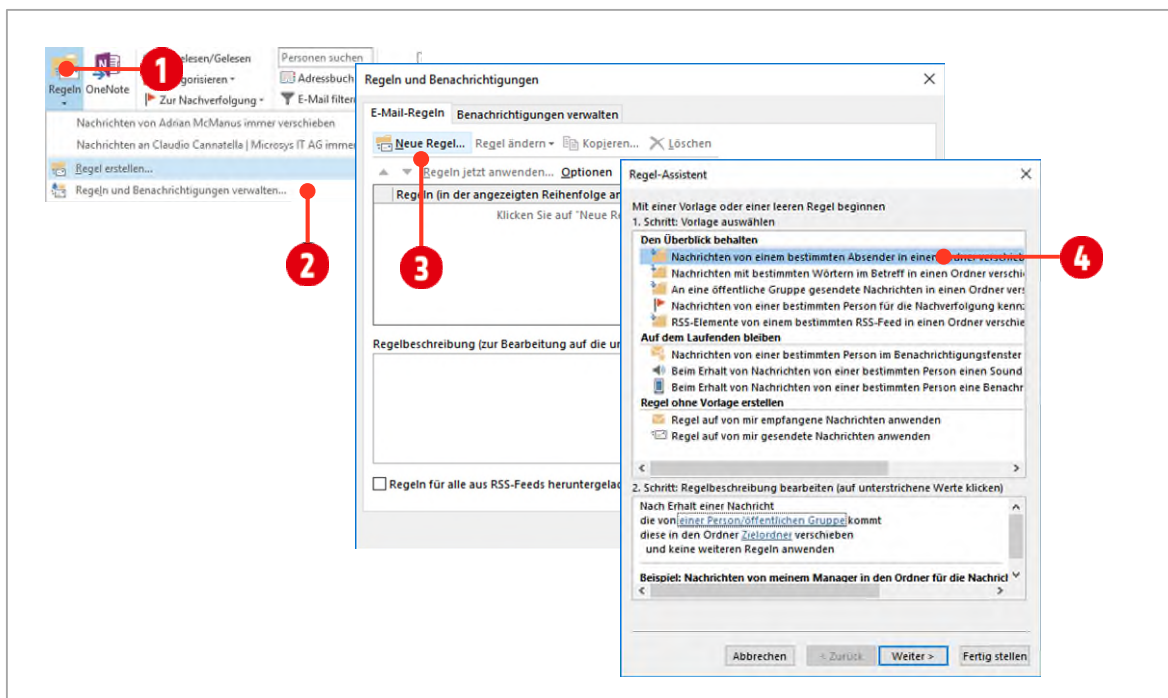 elesen/Gelesen
Personen suchen
Regeln
OneNote
gorisieren
Adressbuch
Zur Nachverfolgung
E-Mail filtern
Nachrichten von Adrian McManus immer verschieben
Nachrichten an Claudio Cannatella | Microsys IT AG immer
Regel erstellen...
Regeln und Benachrichtigungen verwalten...
1
2
Regeln und Benachrichtigungen
E-Mail-Regeln
Benachrichtigungen verwalten
Neue Regel...
Regel ändern
Kopieren...
Löschen
Regeln jetzt anwenden...
Optionen
Regeln (in der angezeigten Reihenfolge an
Klicken Sie auf "Neue Re
3
Regelbeschreibung (zur Bearbeitung auf die un
Regeln für alle aus RSS-Feeds heruntergelad
Regel-Assistent
Mit einer Vorlage oder einer leeren Regel beginnen
1. Schritt: Vorlage auswählen
Den Überblick behalten
Nachrichten von einem bestimmten Absender in einen Ordner verschieb
4
Nachrichten mit bestimmten Wörtern im Betreff in einen Ordner verschi
An eine öffentliche Gruppe gesendete Nachrichten in einen Ordner vers
Nachrichten von einer bestimmten Person für die Nachverfolgung kennz
RSS-Elemente von einem bestimmten RSS-Feed in einen Ordner verschie
Auf dem Laufenden bleiben
Nachrichten von einer bestimmten Person im Benachrichtigungsfenster
Beim Erhalt von Nachrichten von einer bestimmten Person einen Sound
Beim Erhalt von Nachrichten von einer bestimmten Person eine Benachr
Regel ohne Vorlage erstellen
Regel auf von mir empfangene Nachrichten anwenden
Regel auf von mir gesendete Nachrichten anwenden
2. Schritt: Regelbeschreibung bearbeiten (auf unterstrichene Werte klicken)
Nach Erhalt einer Nachricht
die von einer Person/öffentlichen Gruppe kommt
diese in den Ordner Zielordner verschieben
und keine weiteren Regeln anwenden
Beispiel: Nachrichten von meinem Manager in den Ordner für die Nachricl
Abbrechen
< Zurück
Weiter >
Fertig stellen